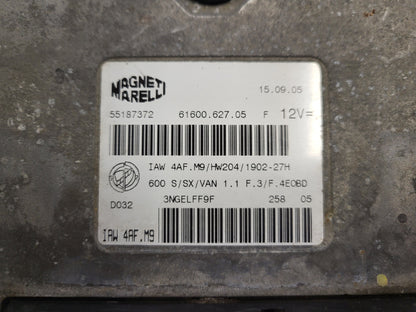 MAGNETI
MARELLI
15.09.05
55187372 61600.627.05 F 12V=
IAW 4AF.M9/HW204/1902-27H
600 S/SX/VAN 1.1 F.3/F.4EOBD
D032 3NGELFF9F 258 05
IAW 4AF.M9